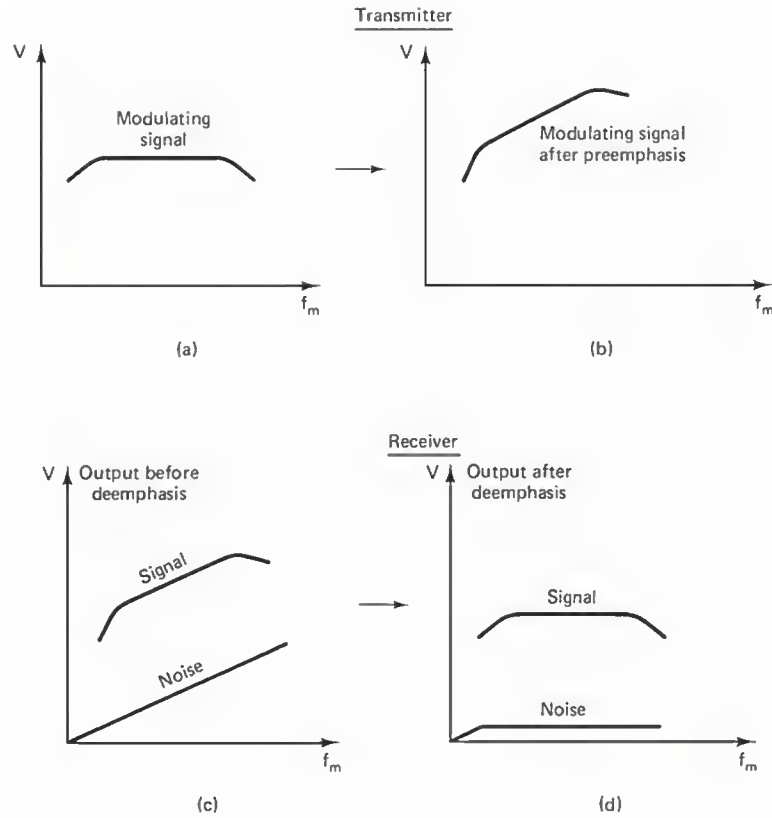 Transmitter
V
Modulating
signal
f_m
(a)
V
Modulating signal
after preemphasis
f_m
(b)
Receiver
V
Output before
deemphasis
Signal
Noise
f_m
(c)
V
Output after
deemphasis
Signal
Noise
f_m
(d)